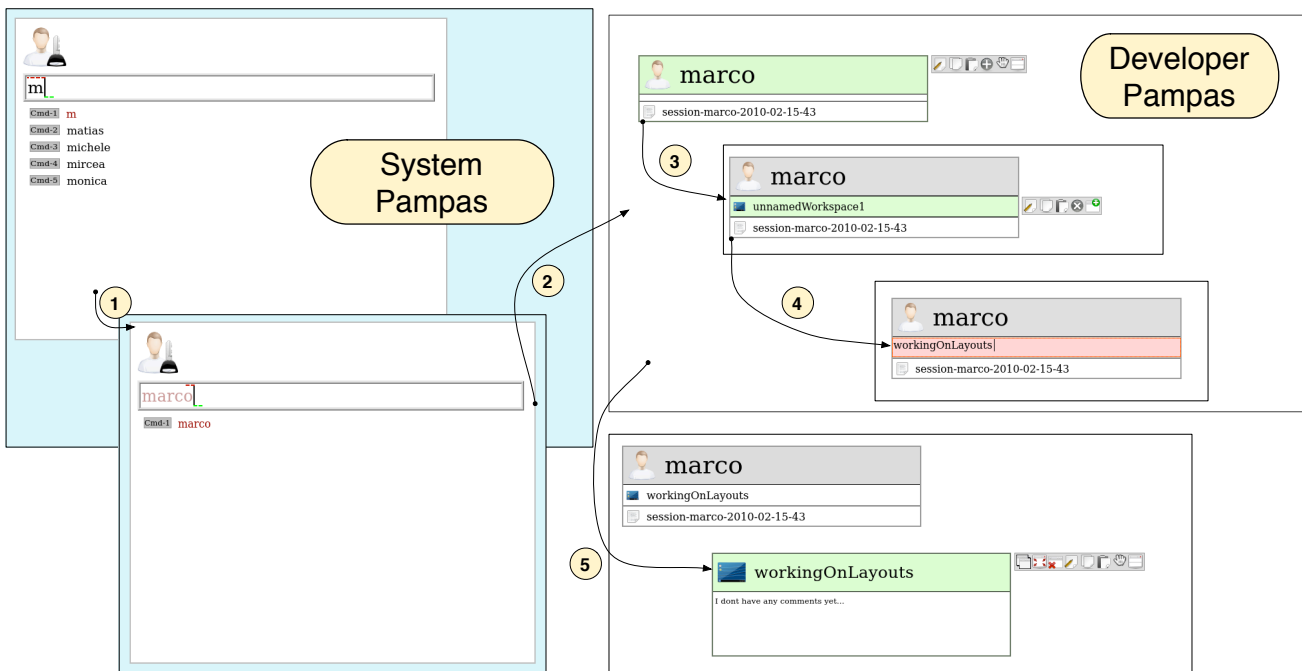 m
Cmd-1 m
Cmd-2 matias
Cmd-3 michele
Cmd-4 mircea
Cmd-5 monica
System
Pampas
1
marco
Cmd-1 marco
2
Developer
Pampas
marco
session-marco-2010-02-15-43
3
marco
unnamedWorkspace1
session-marco-2010-02-15-43
4
marco
workingOnLayouts
session-marco-2010-02-15-43
marco
workingOnLayouts
session-marco-2010-02-15-43
5
workingOnLayouts
I dont have any comments yet...